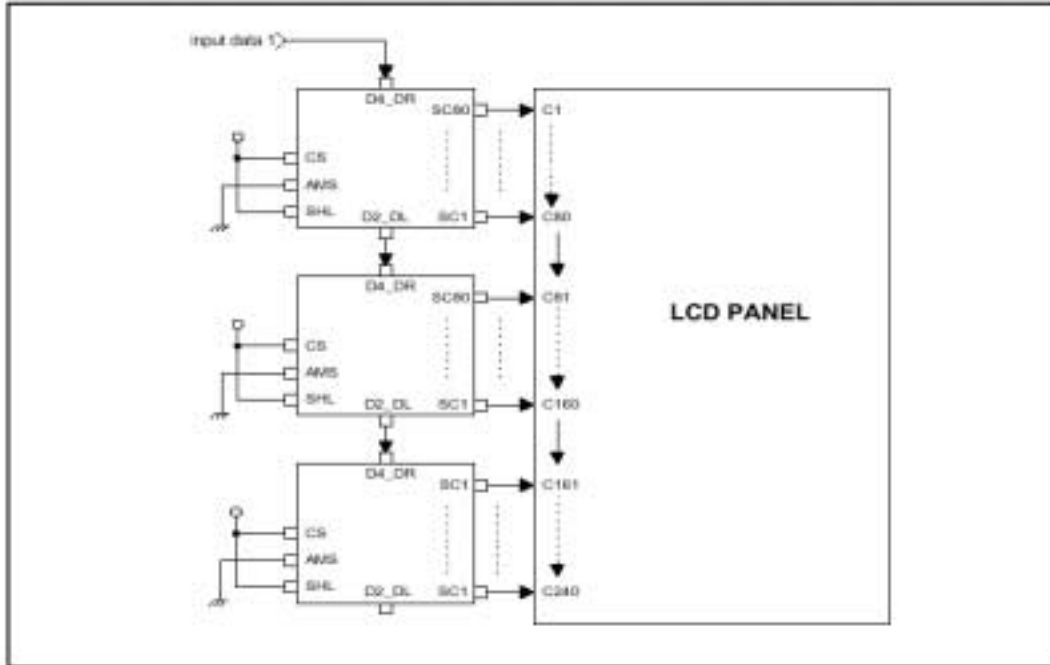 Input data 1
D4_DR
SC80
CS
AMS
SHL
D2_DL
SC1
C1
C80
D4_DR
SC80
CS
AMS
SHL
D2_DL
SC1
C81
C160
D4_DR
SC1
CS
AMS
SHL
D2_DL
SC1
C161
C240
LCD PANEL